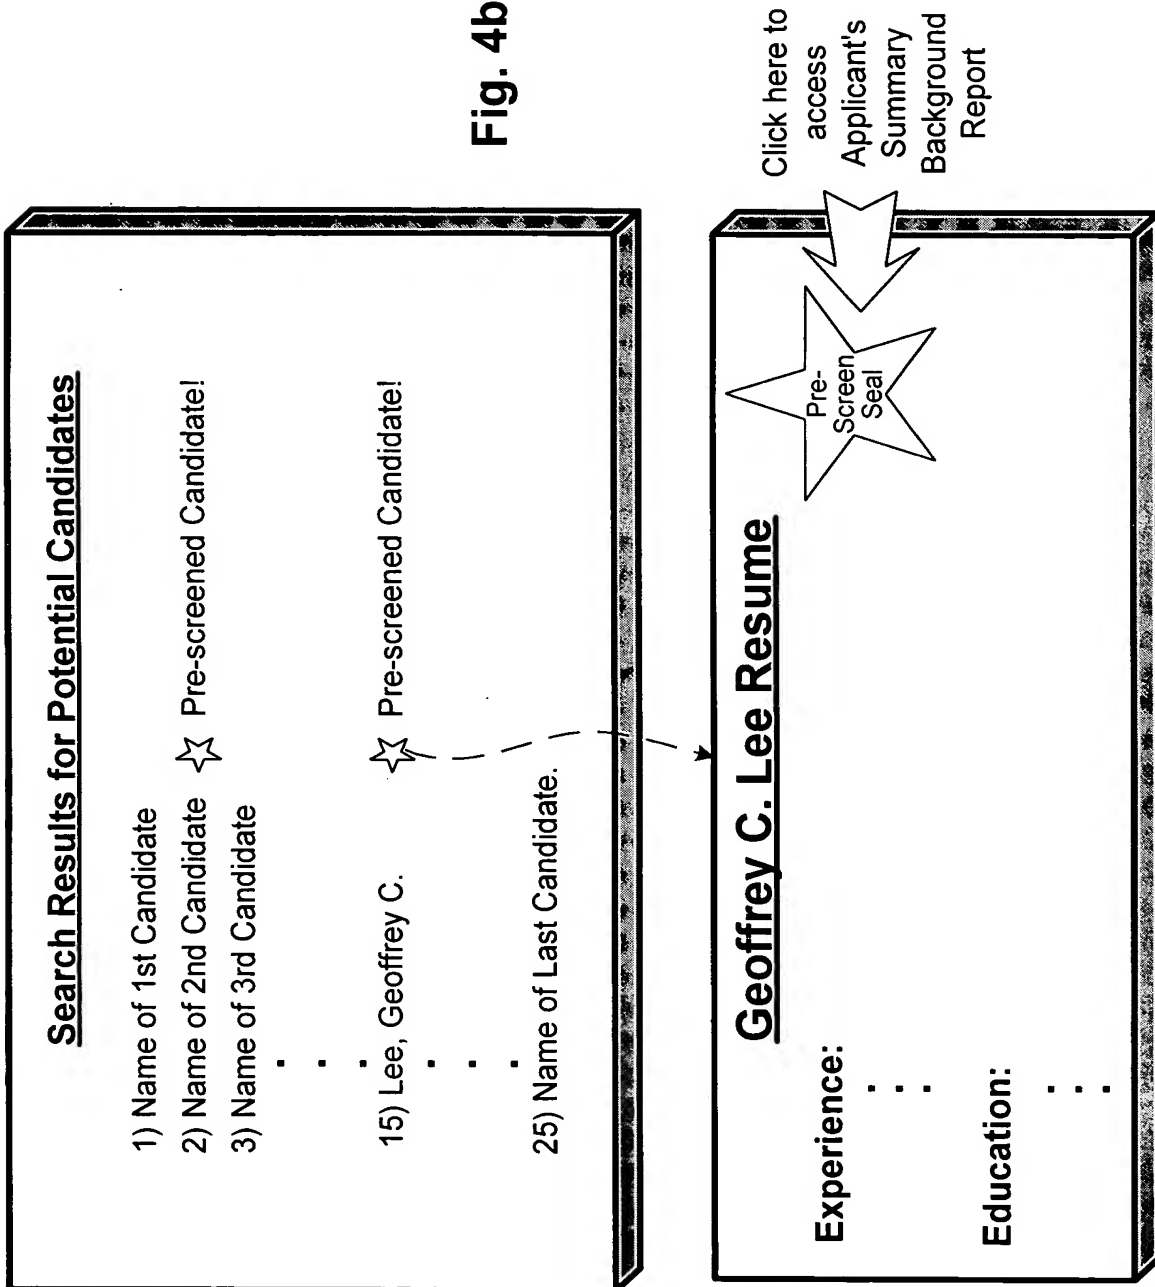 Search Results for Potential Candidates
1) Name of 1st Candidate
2) Name of 2nd Candidate Pre-screened Candidate!
3) Name of 3rd Candidate
15) Lee, Geoffrey C. Pre-screened Candidate!
25) Name of Last Candidate.
Fig. 4b
Geoffrey C. Lee Resume
Pre-
Screen
Seal
Click here to
access
Applicant's
Summary
Background
Report
Experience:
Education: